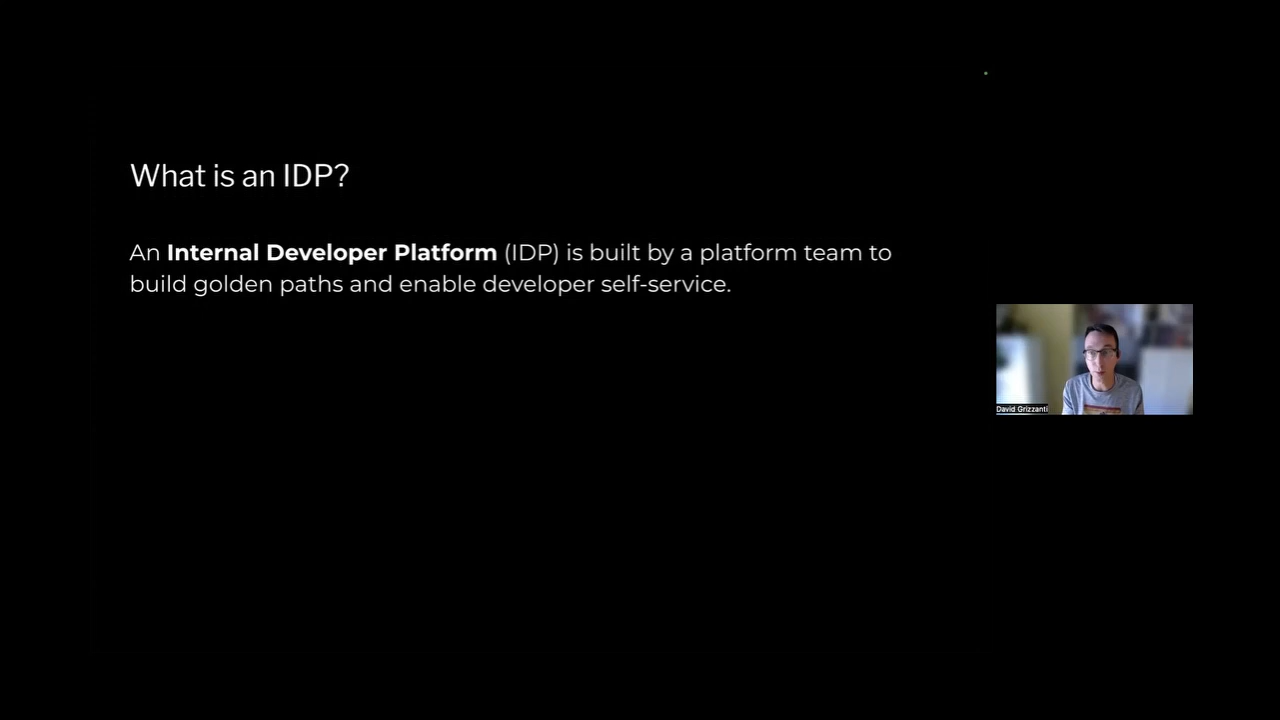 What is an IDP?
An Internal Developer Platform (IDP) is built by a platform team to
build golden paths and enable developer self-service.
David Grizzanti